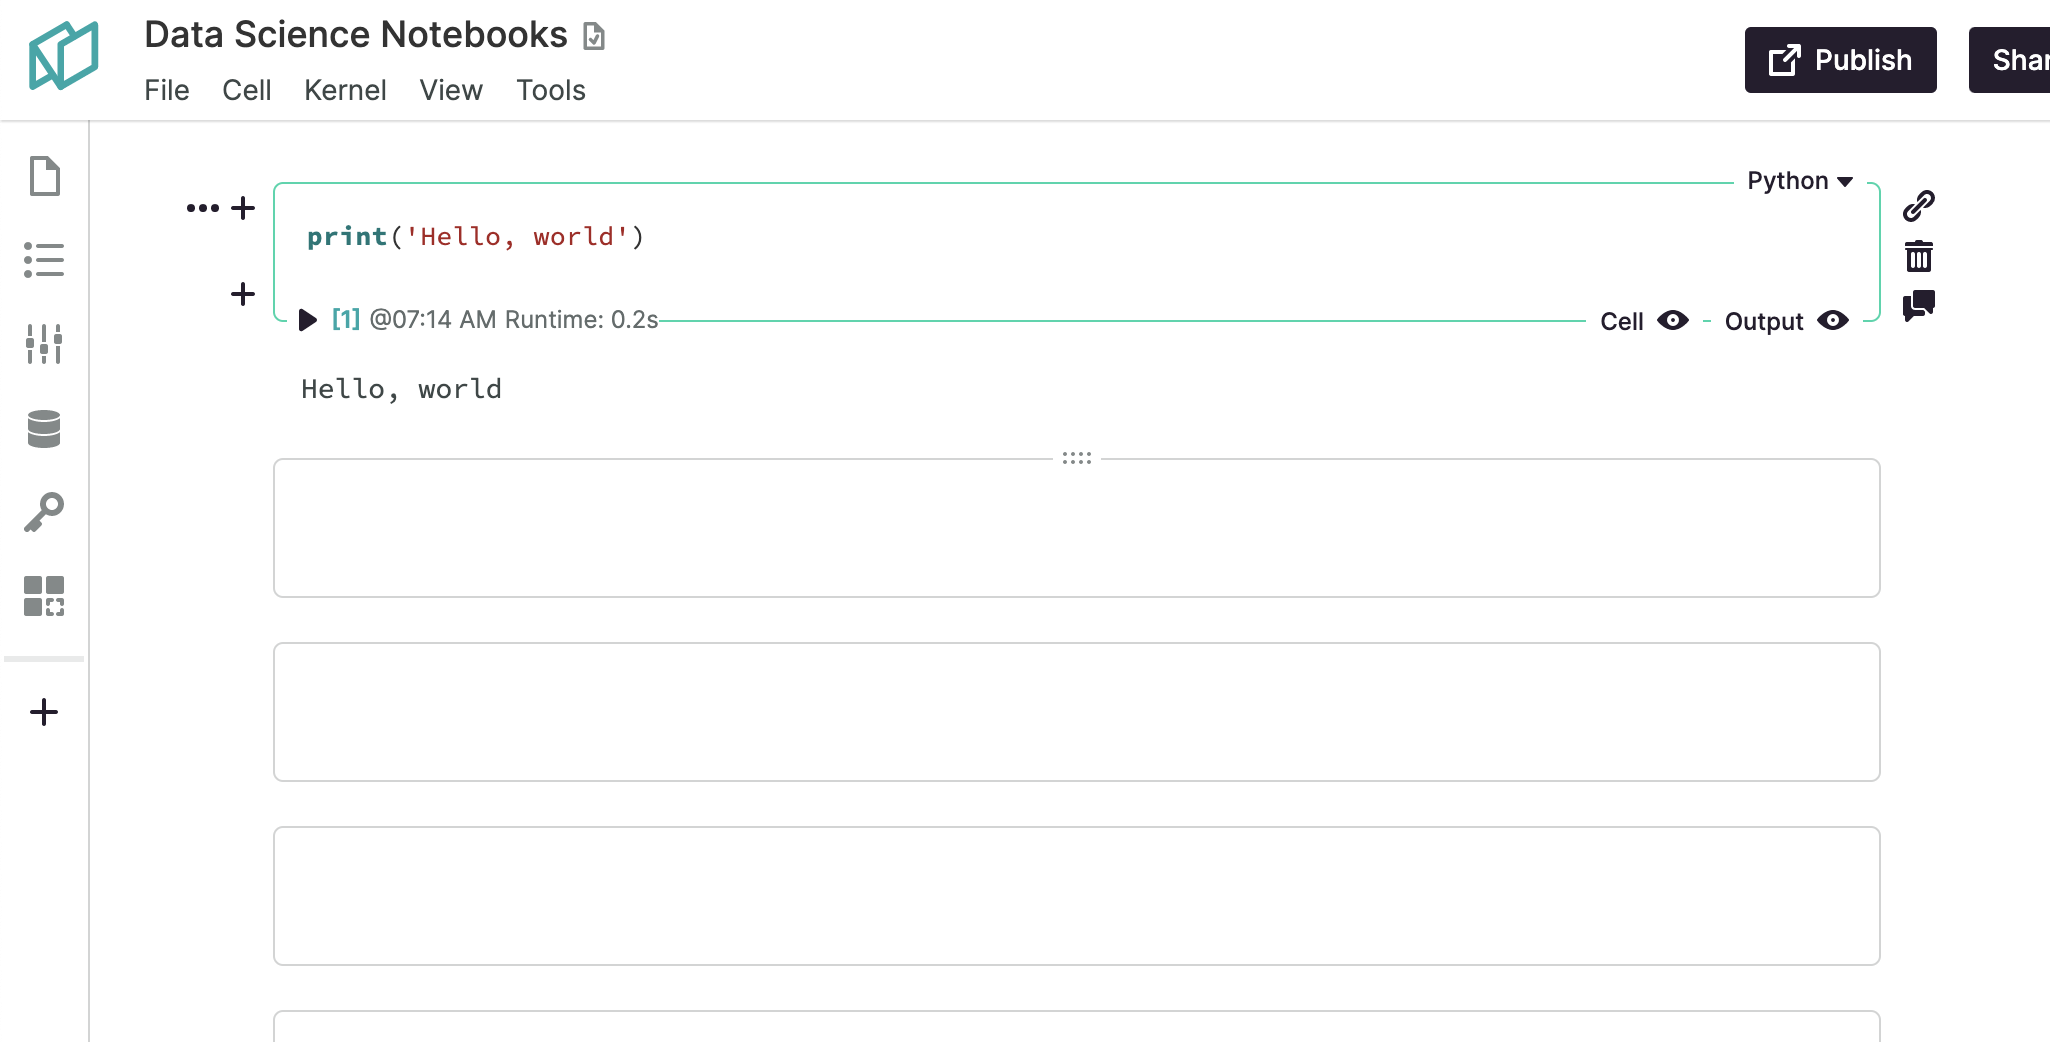 Data Science Notebooks
File Cell Kernel View Tools
Publish
Shar
Python
print('Hello, world')
[1] @07:14 AM Runtime: 0.2s
Cell - Output
Hello, world